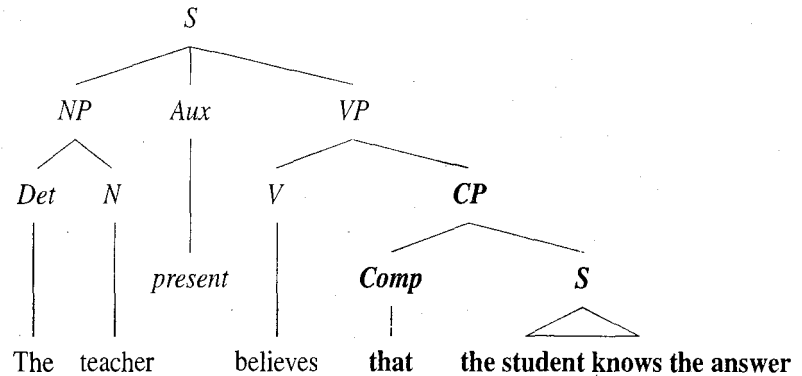 S
NP Aux VP
Det N V CP
present Comp S
The teacher believes that the student knows the answer